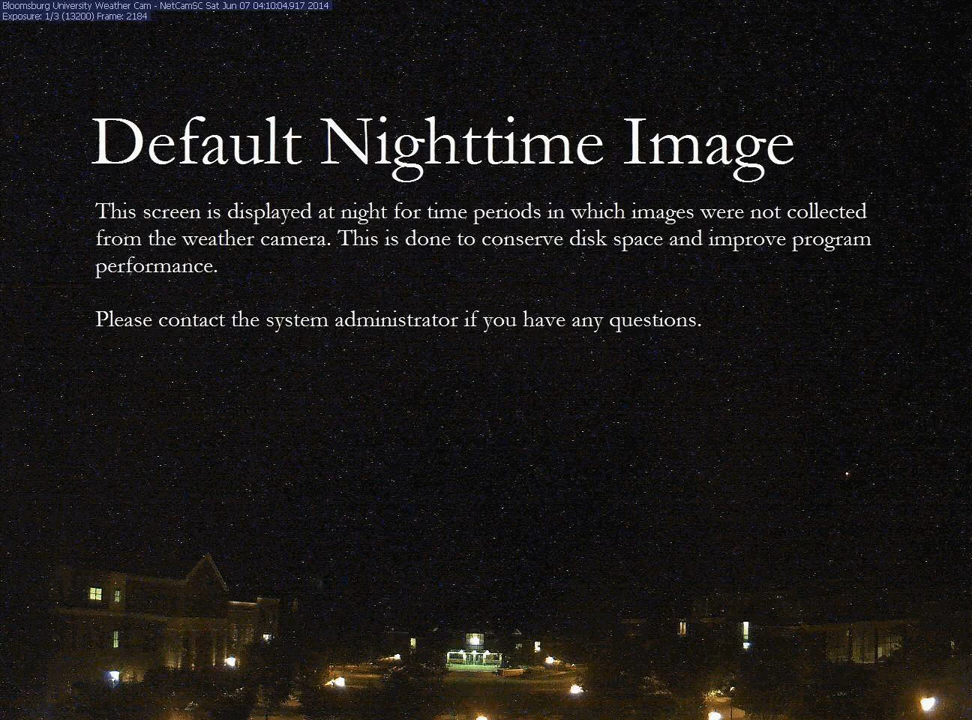 Bloomsburg University Weather Cam - NetCamSC Sat Jun 07 04:10:04.917 2014
Exposure: 1/3 (13200) Frame: 2184
Default Nighttime Image
This screen is displayed at night for time periods in which images were not collected
from the weather camera. This is done to conserve disk space and improve program
performance.
Please contact the system administrator if you have any questions.